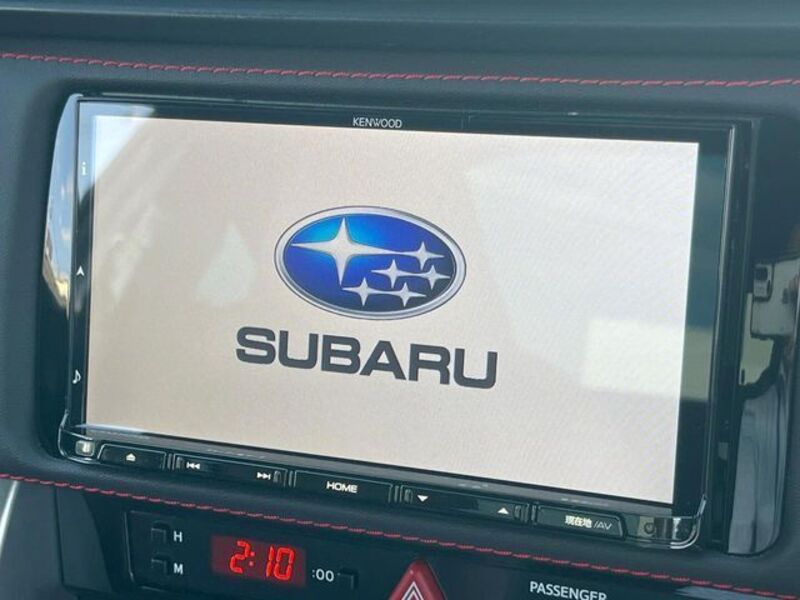 KENWOOD
SUBARU
HOME
現在地/AV
H
M
2:10
:00
PASSENGER